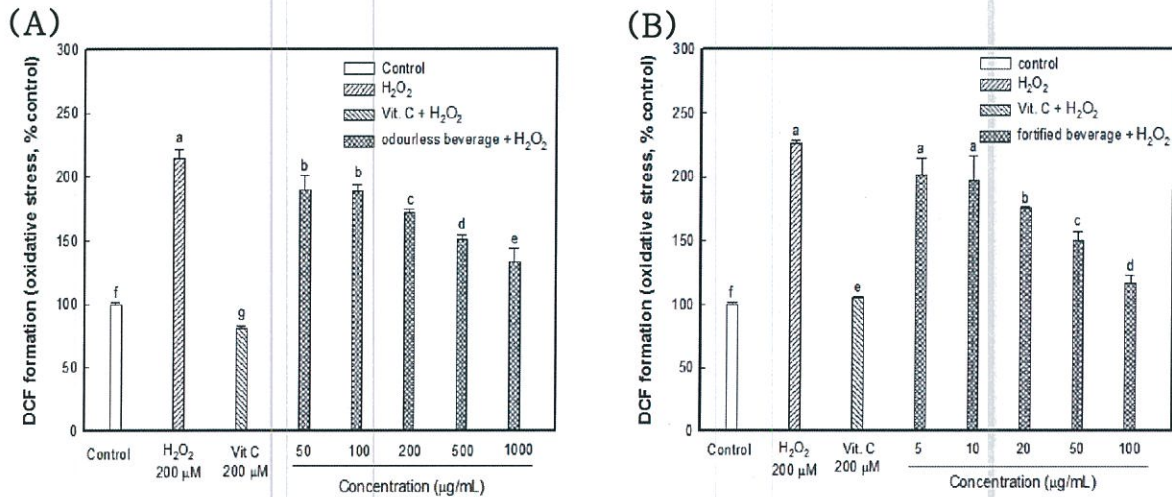 (A)
300
250
200
150
100
50
0
DCF formation (oxidative stress, % control)
Control
H₂O₂
Vit. C + H₂O₂
odourless beverage + H₂O₂
f
a
g
b
b
c
d
e
Control
H₂O₂
200 μM
Vit C
200 μM
50
100
200
500
1000
Concentration (μg/mL)
(B)
300
250
200
150
100
50
0
DCF formation (oxidative stress, % control)
control
H₂O₂
Vit. C + H₂O₂
fortified beverage + H₂O₂
f
a
e
a
a
b
c
d
Control
H₂O₂
200 μM
Vit. C
200 μM
5
10
20
50
100
Concentration (μg/mL)